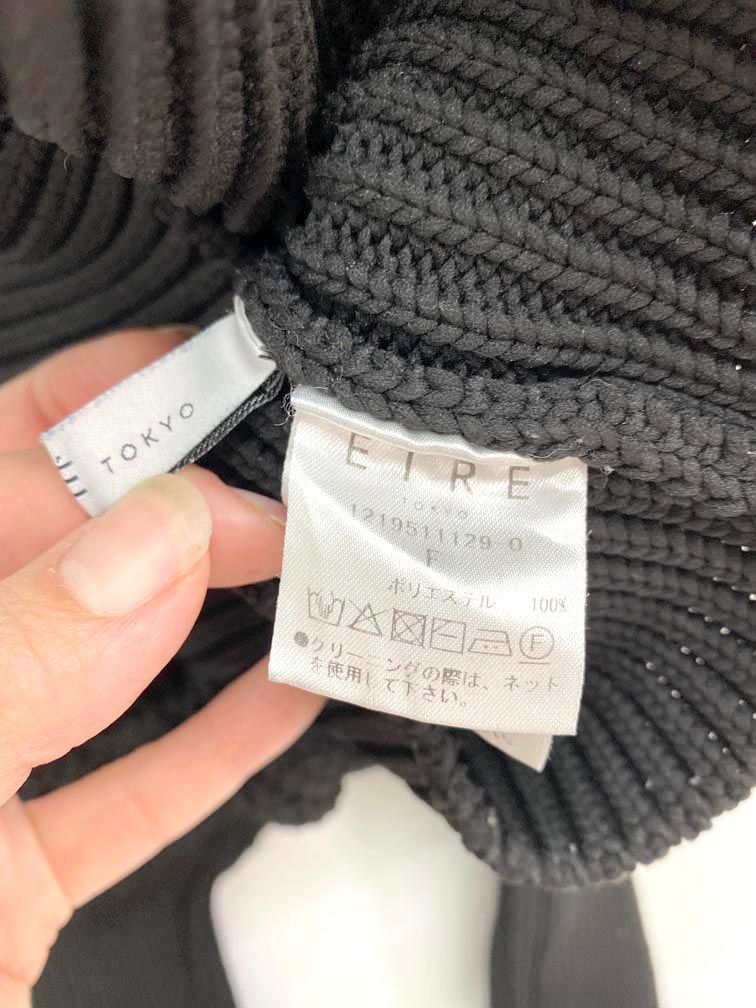 TOKYO
EIRE
TOKYO
1219511129-0
F
ポリエステル 100%
F
●クリーニングの際は、ネット
を使用して下さい。